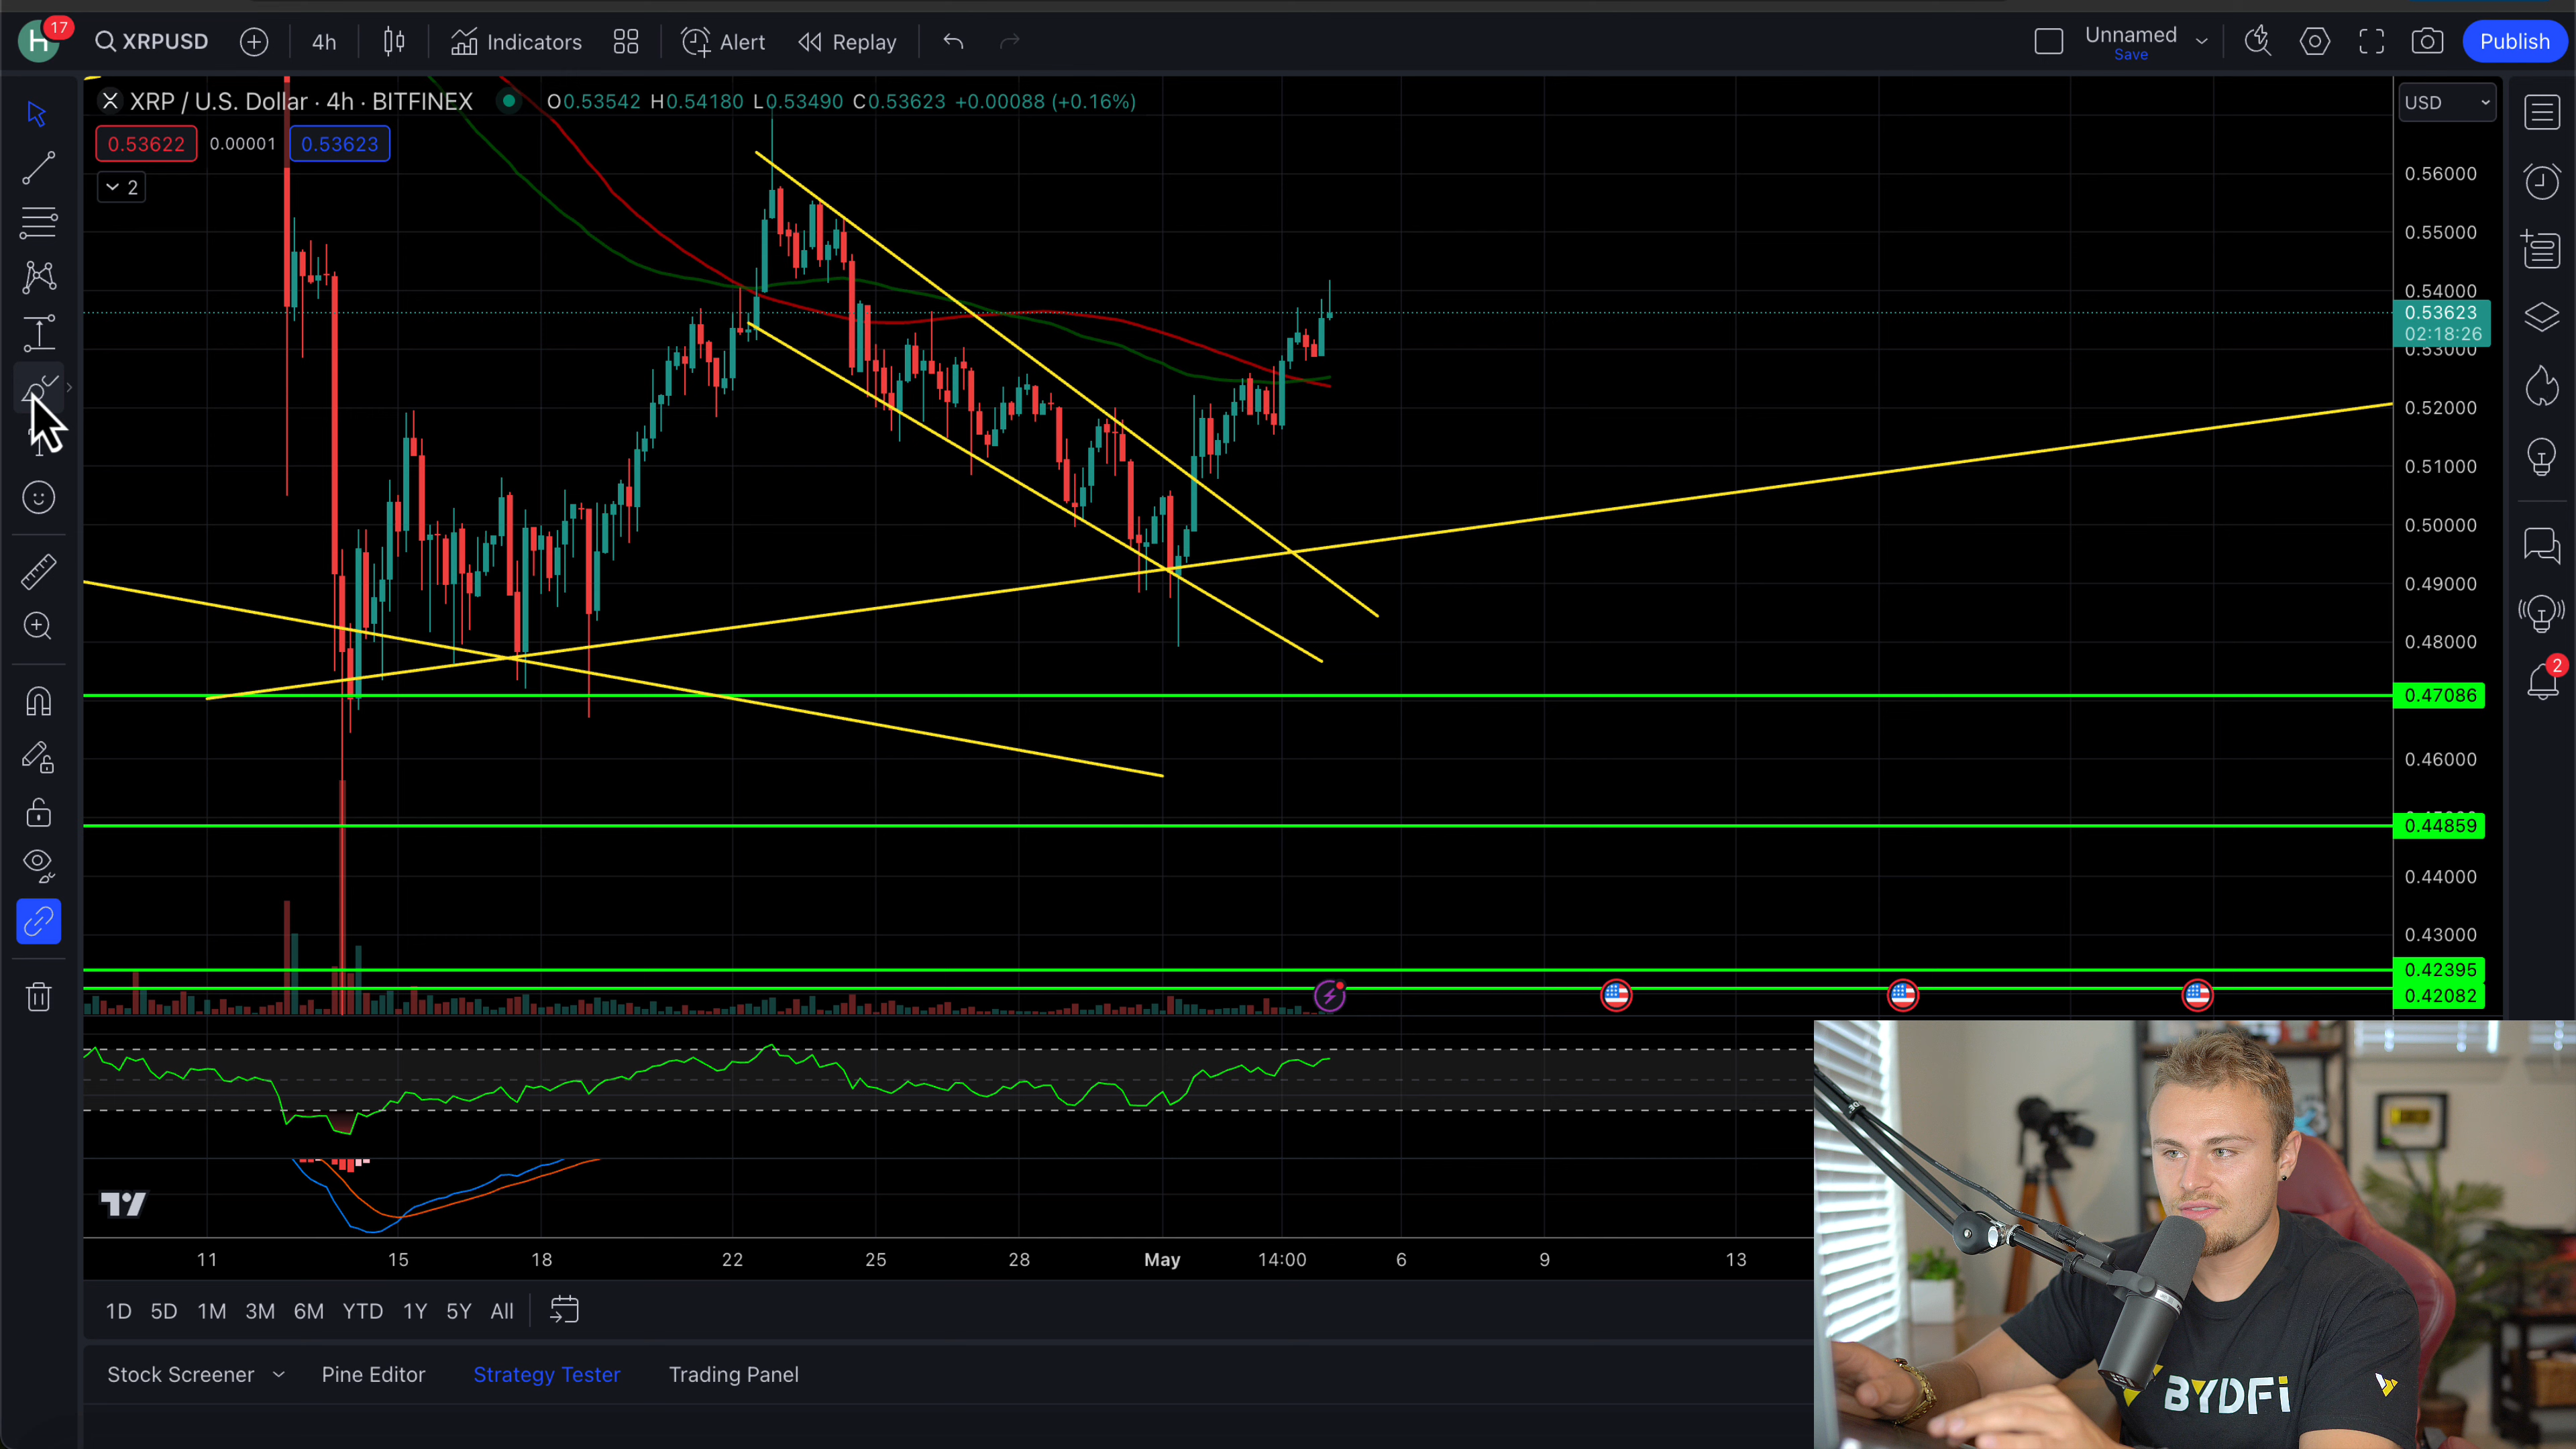 H 17 XRPUSD 4h Indicators Alert Replay Unnamed Save Publish
XRP / U.S. Dollar · 4h · BITFINEX O0.53542 H0.54180 L0.53490 C0.53623 +0.00088 (+0.16%) USD
0.53622 0.00001 0.53623
2
0.56000
0.55000
0.54000
0.53623
02:18:26
0.53000
0.52000
0.51000
0.50000
0.49000
0.48000
2
0.47086
0.46000
0.44859
0.44000
0.43000
0.42395
0.42082
11 15 18 22 25 28 May 14:00 6 9 13
1D 5D 1M 3M 6M YTD 1Y 5Y All
Stock Screener Pine Editor Strategy Tester Trading Panel
BYDFi